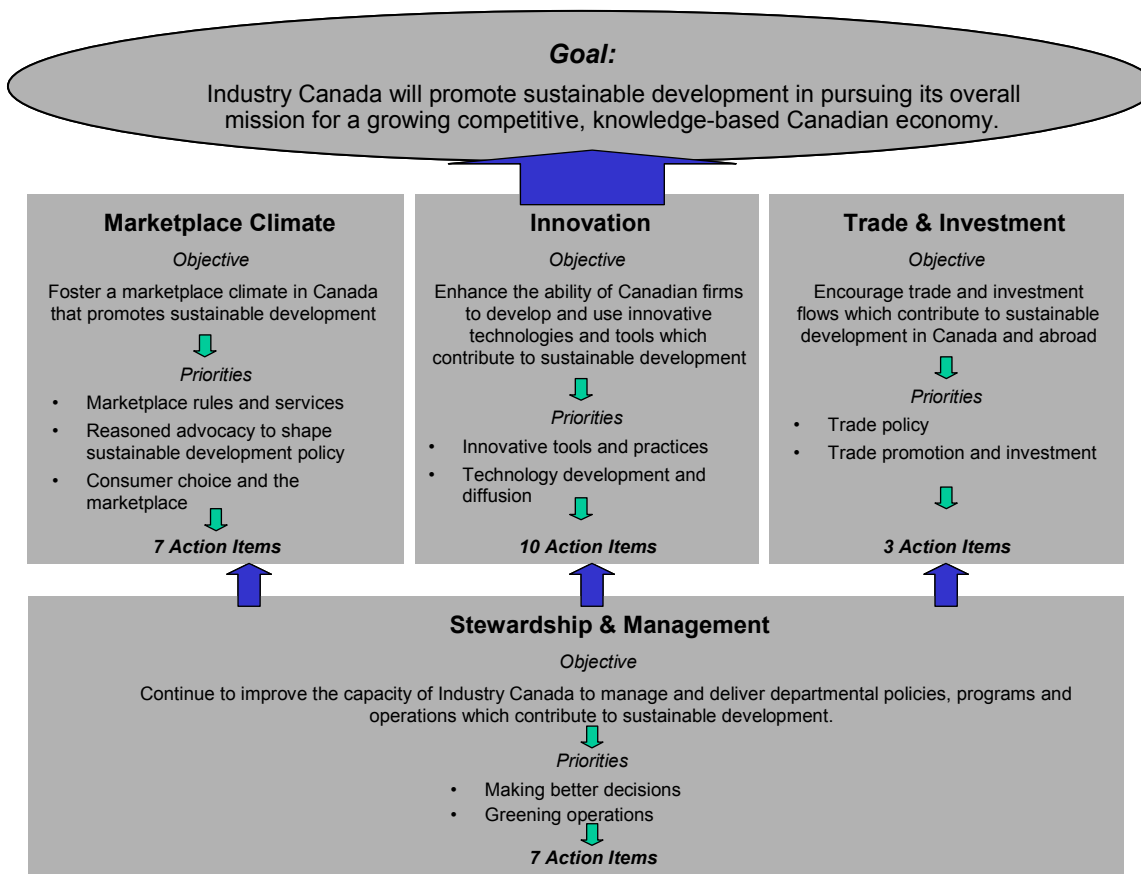 Goal:
Industry Canada will promote sustainable development in pursuing its overall
mission for a growing competitive, knowledge-based Canadian economy.
Marketplace Climate
Objective
Foster a marketplace climate in Canada
that promotes sustainable development
Priorities
• Marketplace rules and services
• Reasoned advocacy to shape
sustainable development policy
• Consumer choice and the
marketplace
7 Action Items
Innovation
Objective
Enhance the ability of Canadian firms
to develop and use innovative
technologies and tools which
contribute to sustainable development
Priorities
• Innovative tools and practices
• Technology development and
diffusion
10 Action Items
Trade & Investment
Objective
Encourage trade and investment
flows which contribute to sustainable
development in Canada and abroad
Priorities
• Trade policy
• Trade promotion and investment
3 Action Items
Stewardship & Management
Objective
Continue to improve the capacity of Industry Canada to manage and deliver departmental policies, programs and
operations which contribute to sustainable development.
Priorities
• Making better decisions
• Greening operations
7 Action Items